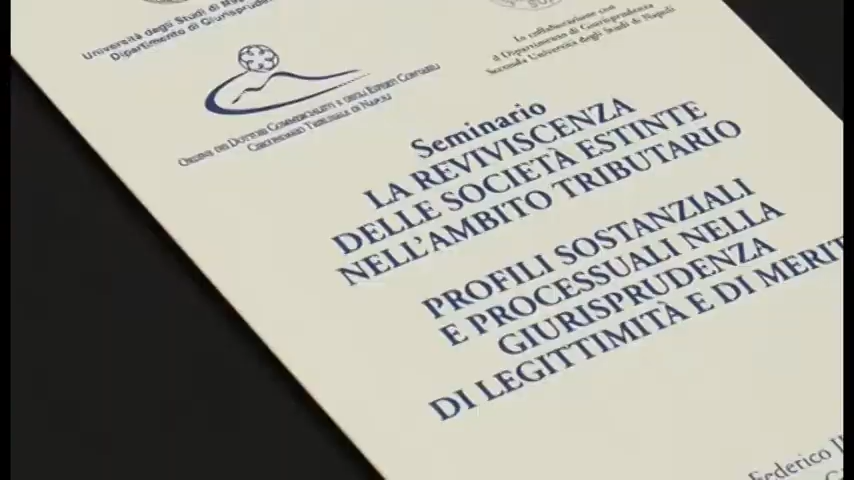 Università degli Studi di
Dipartimento di Giurisprudenza
In collaborazione con
il Dipartimento di Giurisprudenza
Seconda Università degli Studi di Napoli
Ordine dei Dottori Commercialisti e degli Esperti Contabili
Circondario Tribunale di Napoli
Seminario
LA REVIVISCENZA
DELLE SOCIETÀ ESTINTE
NELL'AMBITO TRIBUTARIO
PROFILI SOSTANZIALI
E PROCESSUALI NELLA
GIURISPRUDENZA
DI LEGITTIMITÀ E DI MERIT
Federico II